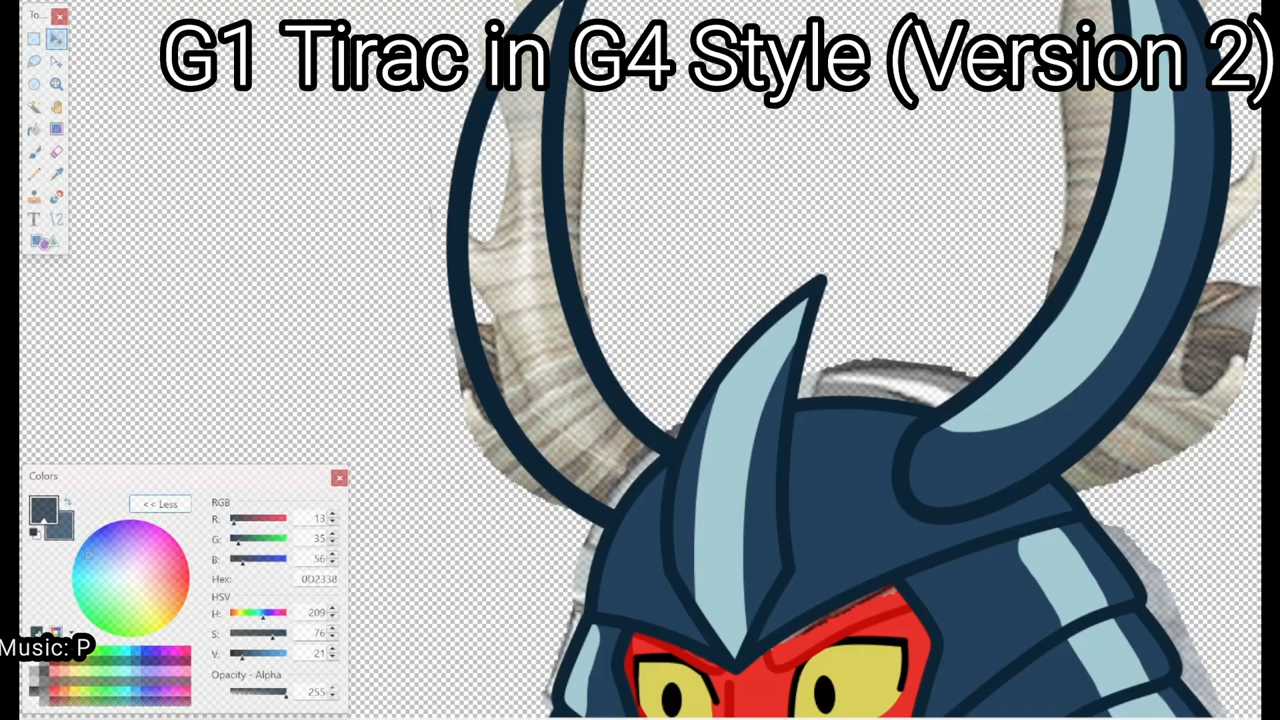 To...
G1 Tirac in G4 Style (Version 2)
T
Colors
<< Less
RGB
R: 13
G: 35
B: 56
Hex: 0D2338
HSV
H: 209
S: 76
V: 21
Opacity - Alpha
255
Music: P